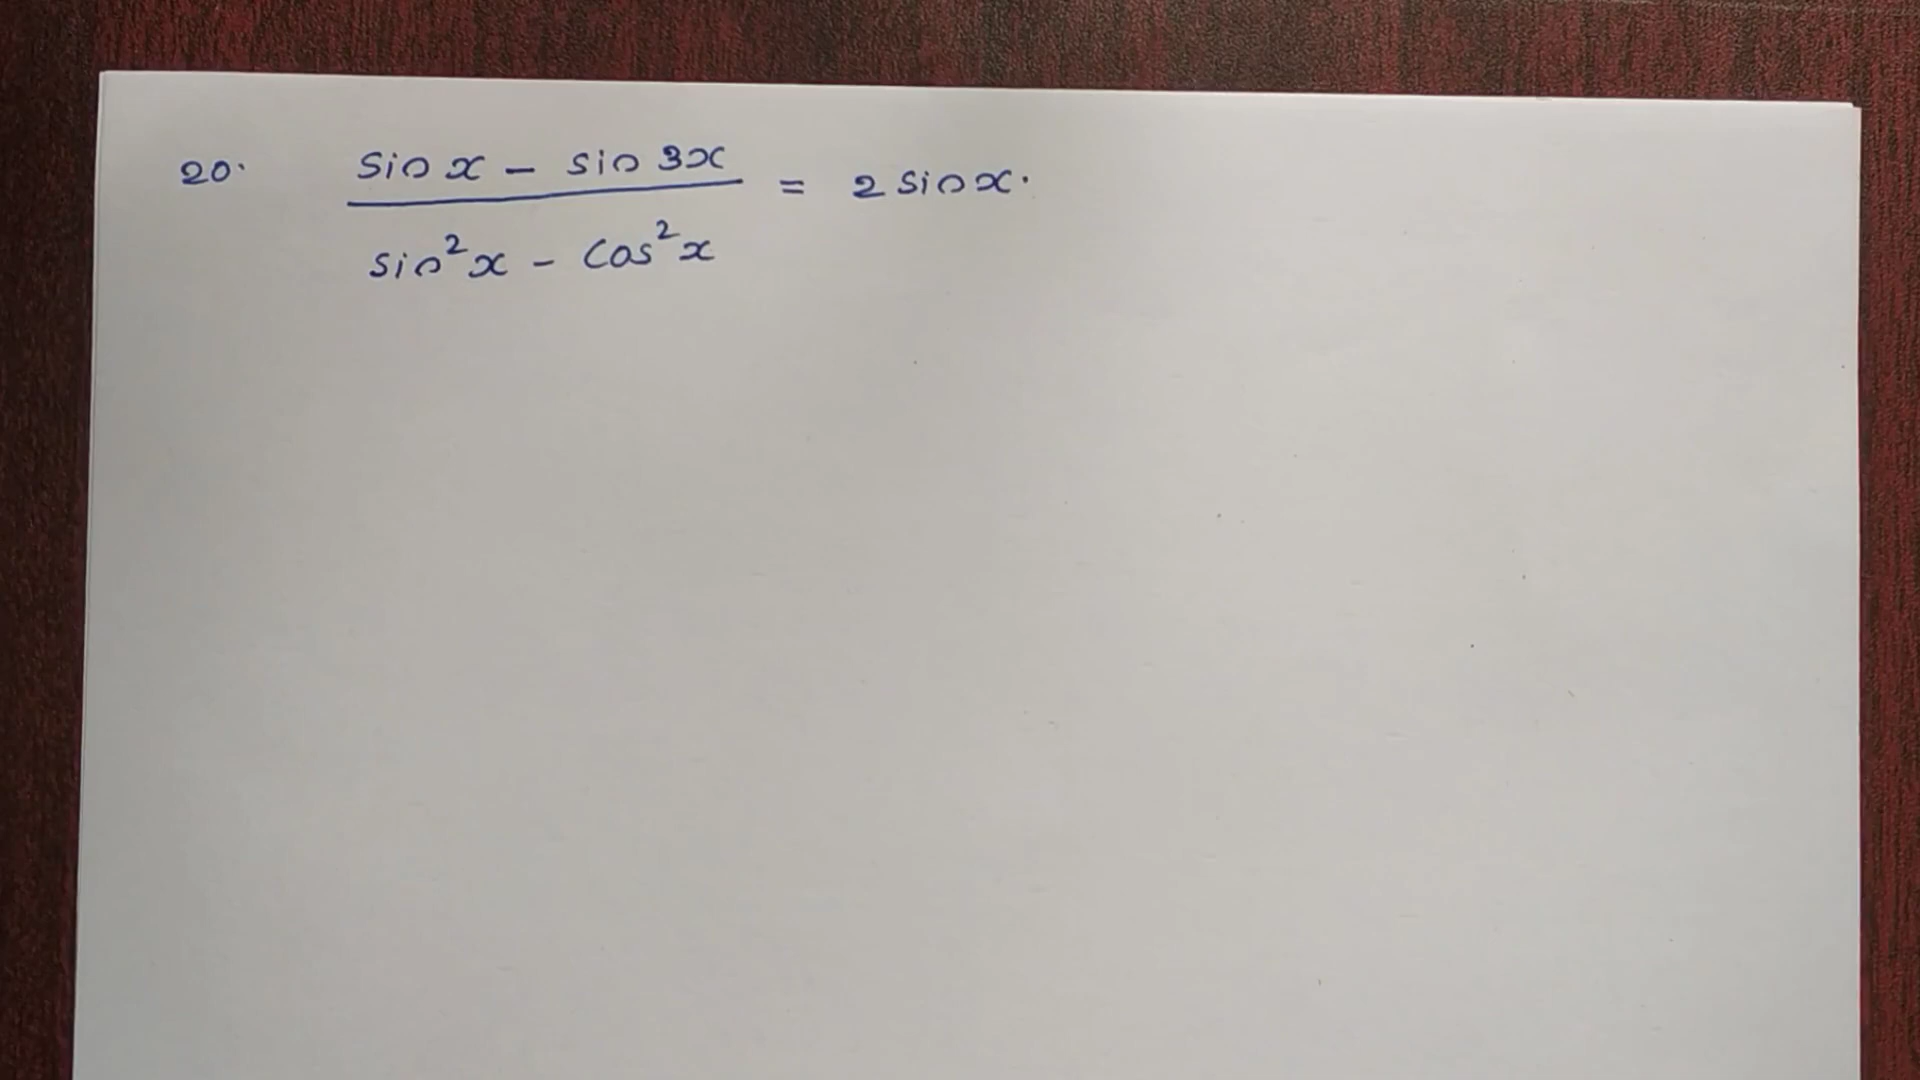 20. sin x - sin 3x / sin²x - cos²x = 2 sin x.